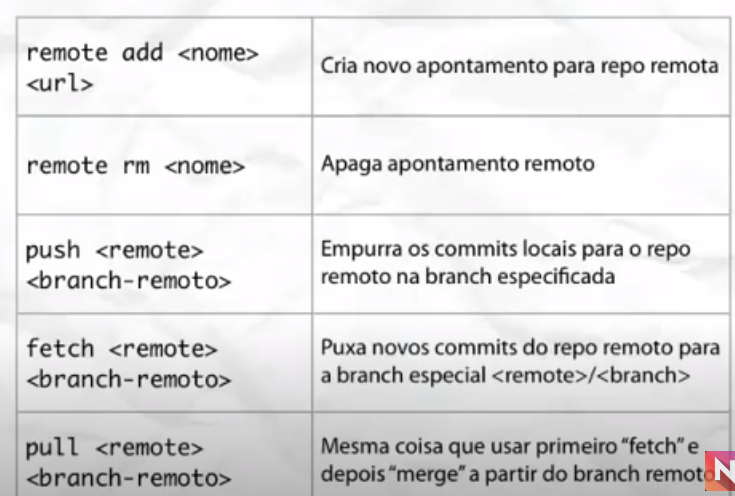 remote add <nome>
<url>
Cria novo apontamento para repo remota
remote rm <nome>
Apaga apontamento remoto
push <remote>
<branch-remoto>
Empurra os commits locais para o repo
remoto na branch especificada
fetch <remote>
<branch-remoto>
Puxa novos commits do repo remoto para
a branch especial <remote>/<branch>
pull <remote>
<branch-remoto>
Mesma coisa que usar primeiro “fetch” e
depois “merge” a partir do branch remoto
N